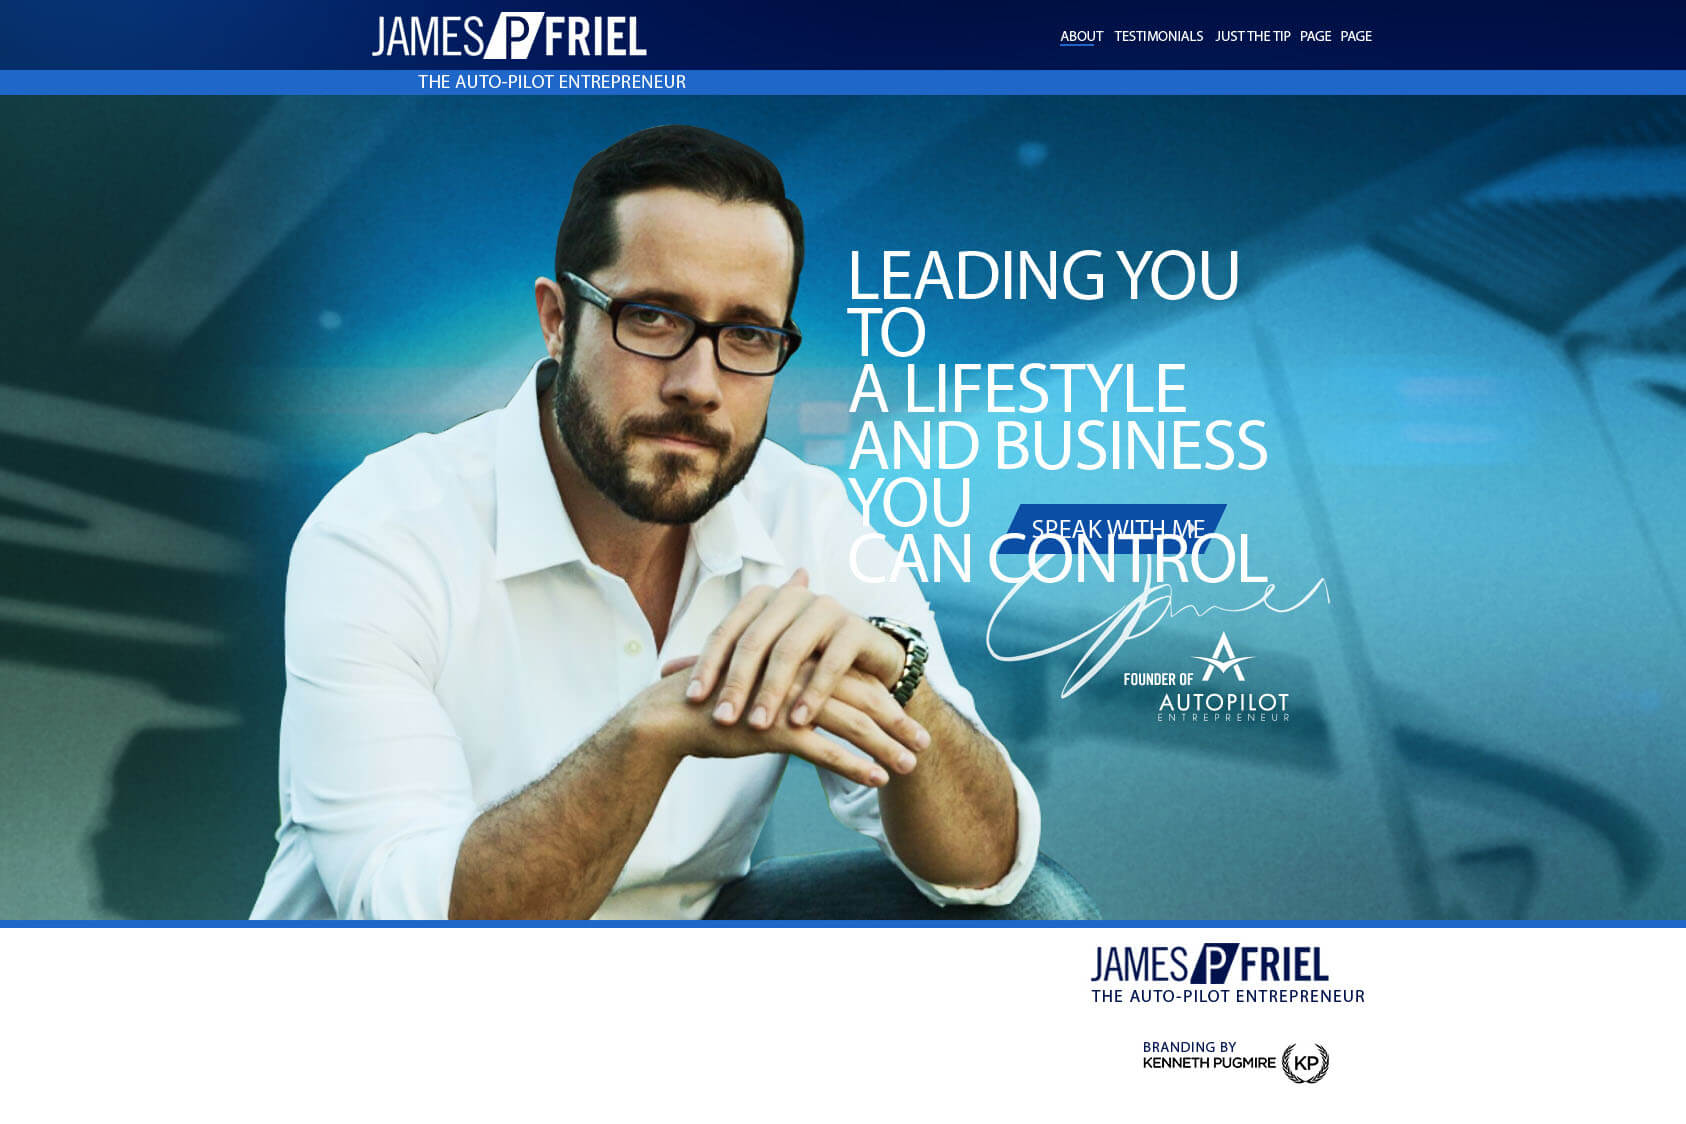 JAMES P FRIEL
ABOUT TESTIMONIALS JUST THE TIP PAGE PAGE
THE AUTO-PILOT ENTREPRENEUR
LEADING YOU
TO
A LIFESTYLE
AND BUSINESS
YOU
SPEAK WITH ME
CAN CONTROL
James
FOUNDER OF
AUTOPILOT
ENTREPRENEUR
JAMES P FRIEL
THE AUTO-PILOT ENTREPRENEUR
BRANDING BY
KENNETH PUGMIRE KP